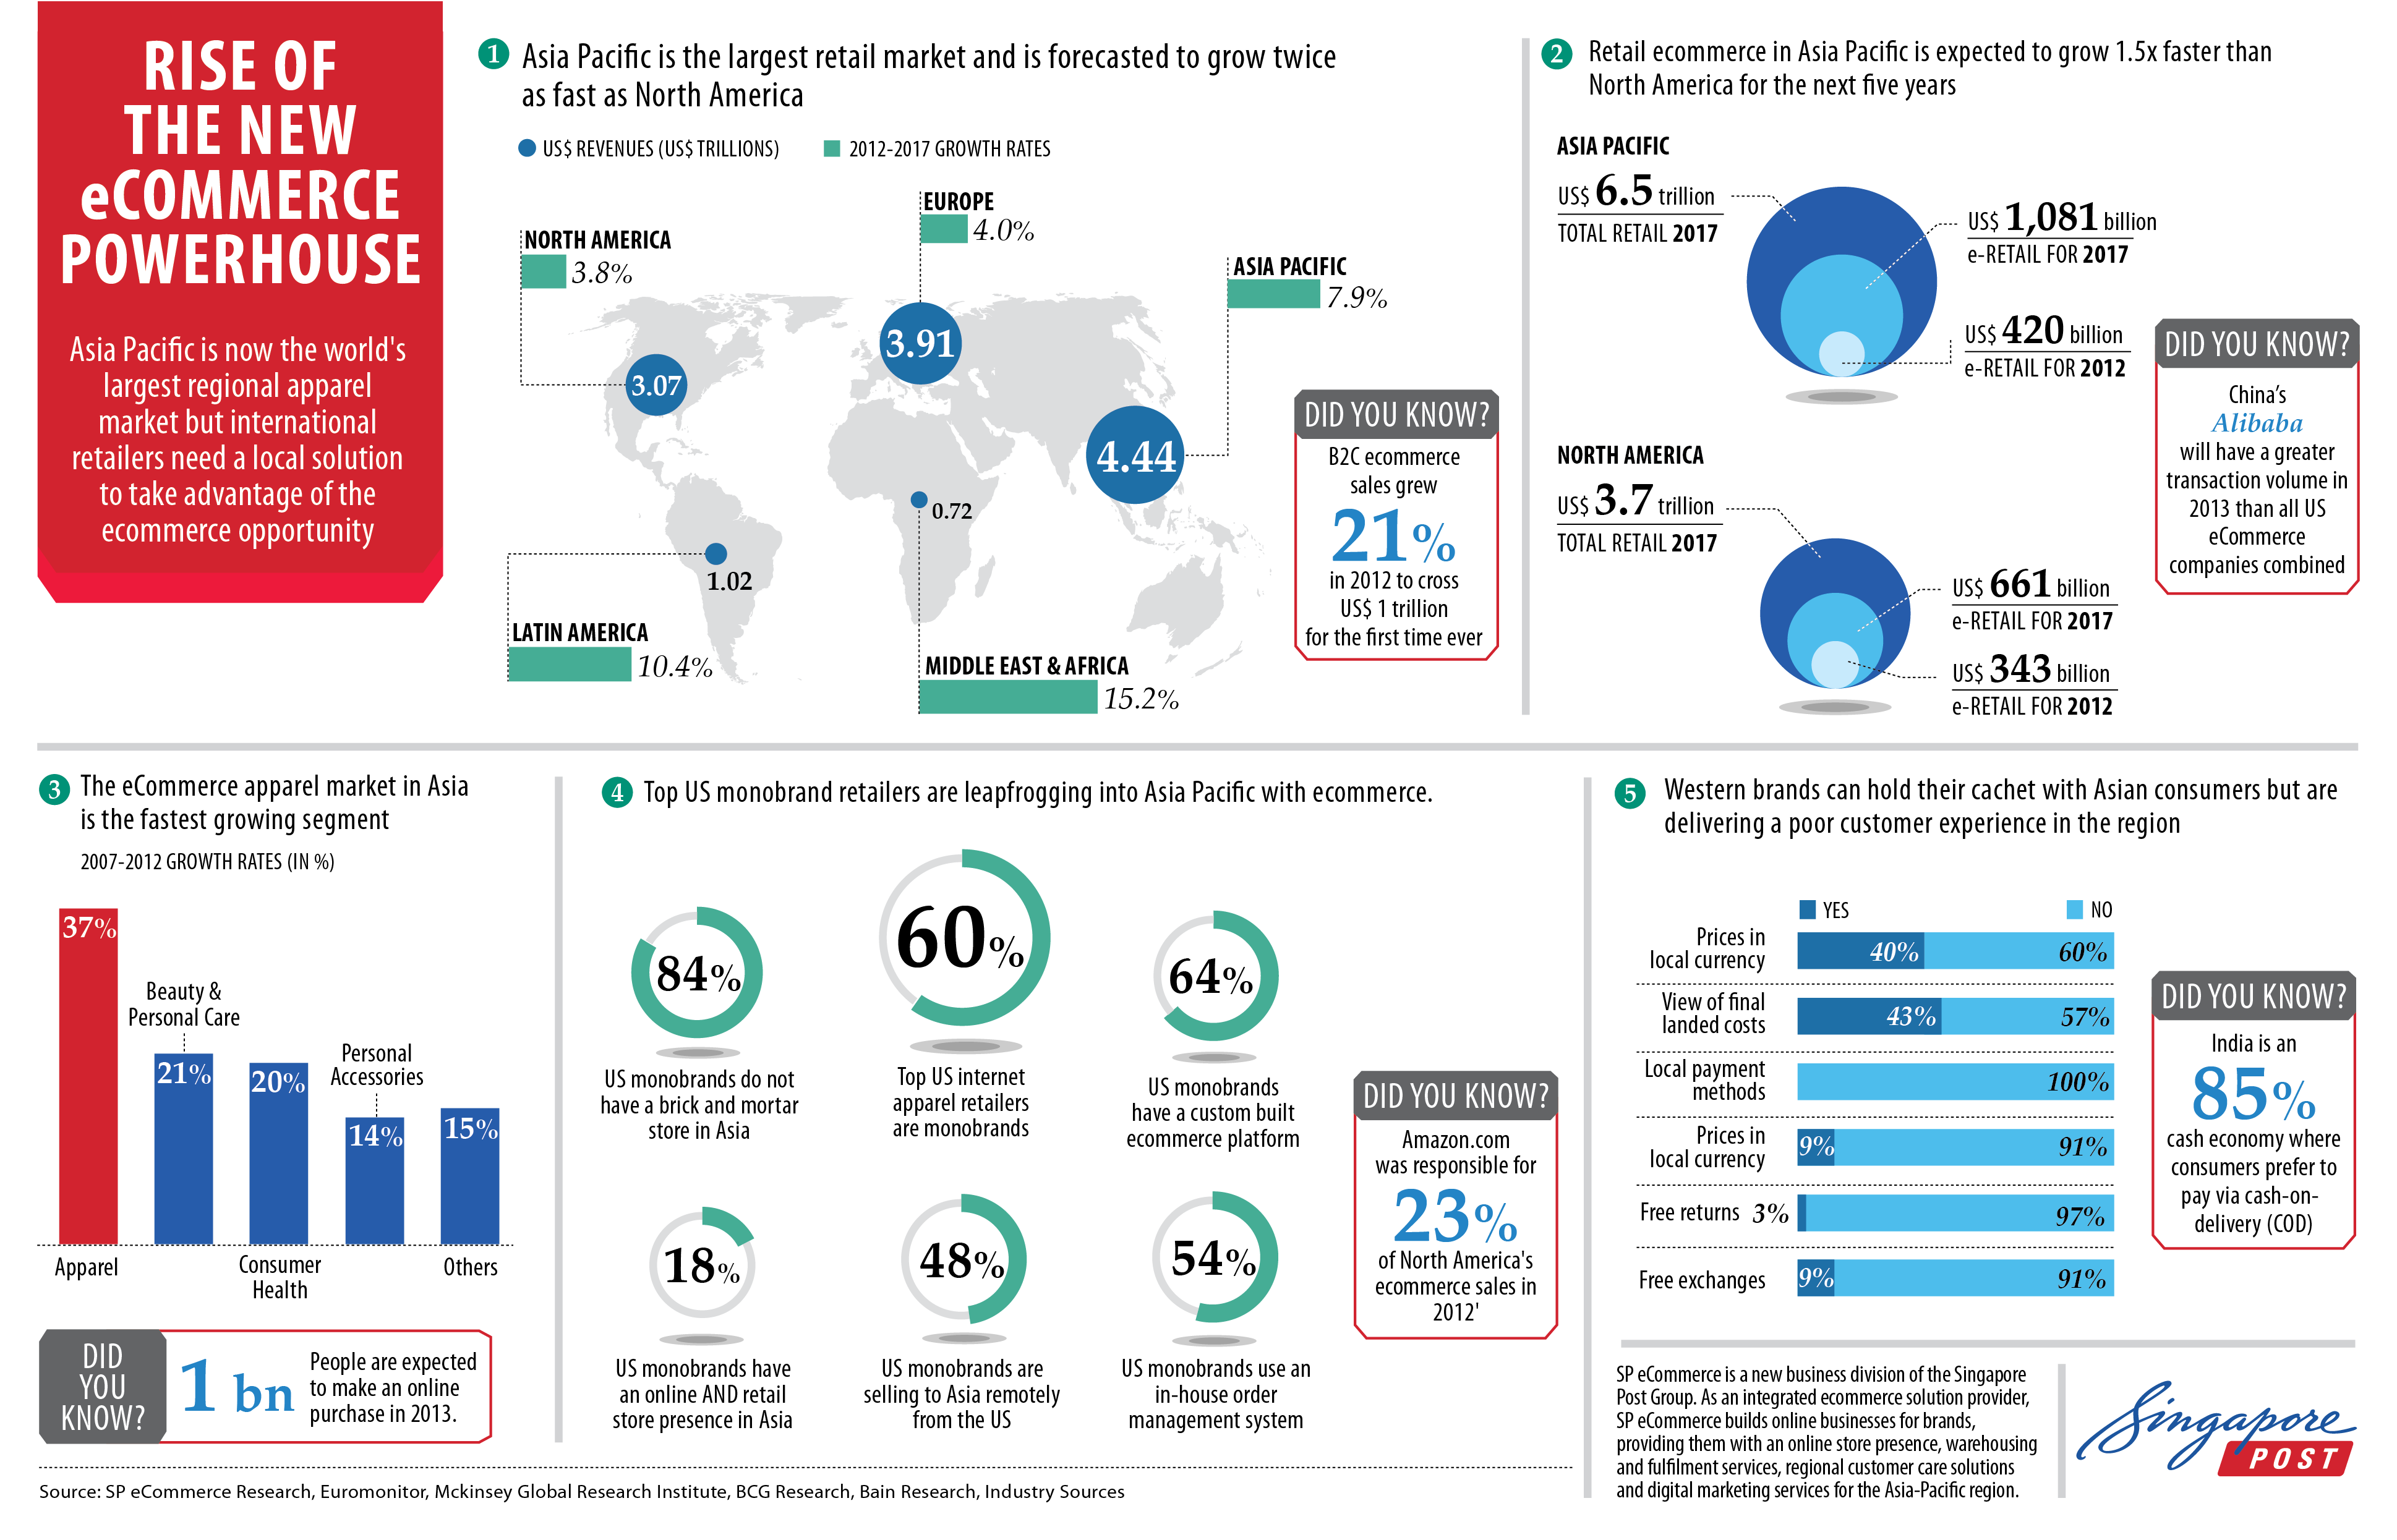 RISE OF
THE NEW
eCOMMERCE
POWERHOUSE
Asia Pacific is now the world's
largest regional apparel
market but international
retailers need a local solution
to take advantage of the
ecommerce opportunity
1 Asia Pacific is the largest retail market and is forecasted to grow twice
as fast as North America
US$ REVENUES (US$ TRILLIONS) 2012-2017 GROWTH RATES
NORTH AMERICA
3.8%
3.07
EUROPE
4.0%
3.91
ASIA PACIFIC
7.9%
4.44
LATIN AMERICA
10.4%
1.02
MIDDLE EAST & AFRICA
15.2%
0.72
DID YOU KNOW?
B2C ecommerce
sales grew
21%
in 2012 to cross
US$ 1 trillion
for the first time ever
2 Retail ecommerce in Asia Pacific is expected to grow 1.5x faster than
North America for the next five years
ASIA PACIFIC
US$ 6.5 trillion
TOTAL RETAIL 2017
US$ 1,081 billion
e-RETAIL FOR 2017
US$ 420 billion
e-RETAIL FOR 2012
NORTH AMERICA
US$ 3.7 trillion
TOTAL RETAIL 2017
US$ 661 billion
e-RETAIL FOR 2017
US$ 343 billion
e-RETAIL FOR 2012
DID YOU KNOW?
China's
Alibaba
will have a greater
transaction volume in
2013 than all US
eCommerce
companies combined
3 The eCommerce apparel market in Asia
is the fastest growing segment
2007-2012 GROWTH RATES (IN %)
37%
Apparel
Beauty &
Personal Care
21%
20%
Consumer
Health
Personal
Accessories
14%
15%
Others
DID
YOU
KNOW?
1 bn
People are expected
to make an online
purchase in 2013.
4 Top US monobrand retailers are leapfrogging into Asia Pacific with ecommerce.
84%
US monobrands do not
have a brick and mortar
store in Asia
60%
Top US internet
apparel retailers
are monobrands
64%
US monobrands
have a custom built
ecommerce platform
18%
US monobrands have
an online AND retail
store presence in Asia
48%
US monobrands are
selling to Asia remotely
from the US
54%
US monobrands use an
in-house order
management system
DID YOU KNOW?
Amazon.com
was responsible for
23%
of North America's
ecommerce sales in
2012'
5 Western brands can hold their cachet with Asian consumers but are
delivering a poor customer experience in the region
YES NO
Prices in
local currency
40% 60%
View of final
landed costs
43% 57%
Local payment
methods
100%
Prices in
local currency
9% 91%
Free returns 3% 97%
Free exchanges 9% 91%
DID YOU KNOW?
India is an
85%
cash economy where
consumers prefer to
pay via cash-on-
delivery (COD)
SP eCommerce is a new business division of the Singapore
Post Group. As an integrated ecommerce solution provider,
SP eCommerce builds online businesses for brands,
providing them with an online store presence, warehousing
and fulfilment services, regional customer care solutions
and digital marketing services for the Asia-Pacific region.
Singapore
POST
Source: SP eCommerce Research, Euromonitor, Mckinsey Global Research Institute, BCG Research, Bain Research, Industry Sources